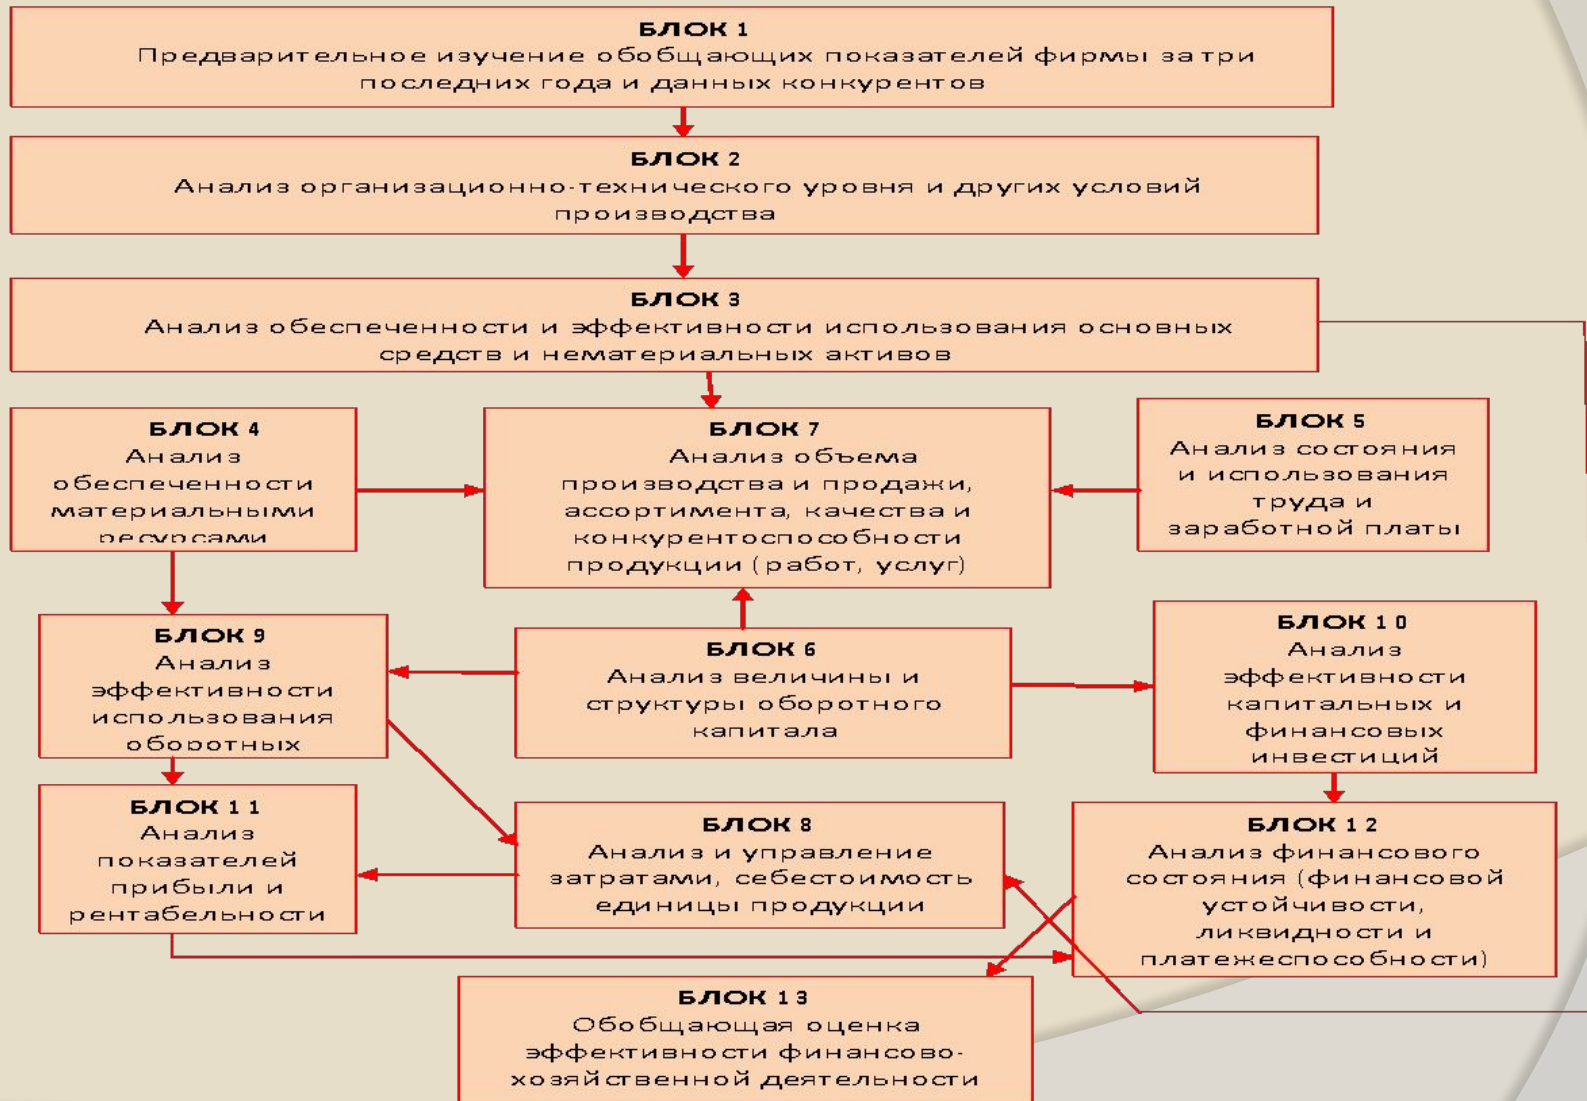 БЛОК 1
Предварительное изучение обобщающих показателей фирмы за три
последних года и данных конкурентов
БЛОК 2
Анализ организационно-технического уровня и других условий
производства
БЛОК 3
Анализ обеспеченности и эффективности использования основных
средств и нематериальных активов
БЛОК 4
Анализ
обеспеченности
материальными
ресурсами
БЛОК 7
Анализ объема
производства и продажи,
ассортимента, качества и
конкурентоспособности
продукции (работ, услуг)
БЛОК 5
Анализ состояния
и использования
труда и
заработной платы
БЛОК 9
Анализ
эффективности
использования
оборотных
БЛОК 6
Анализ величины и
структуры оборотного
капитала
БЛОК 10
Анализ
эффективности
капитальных и
финансовых
инвестиций
БЛОК 11
Анализ
показателей
прибыли и
рентабельности
БЛОК 8
Анализ и управление
затратами, себестоимость
единицы продукции
БЛОК 12
Анализ финансового
состояния (финансовой
устойчивости,
ликвидности и
платежеспособности)
БЛОК 13
Обобщающая оценка
эффективности финансово-
хозяйственной деятельности